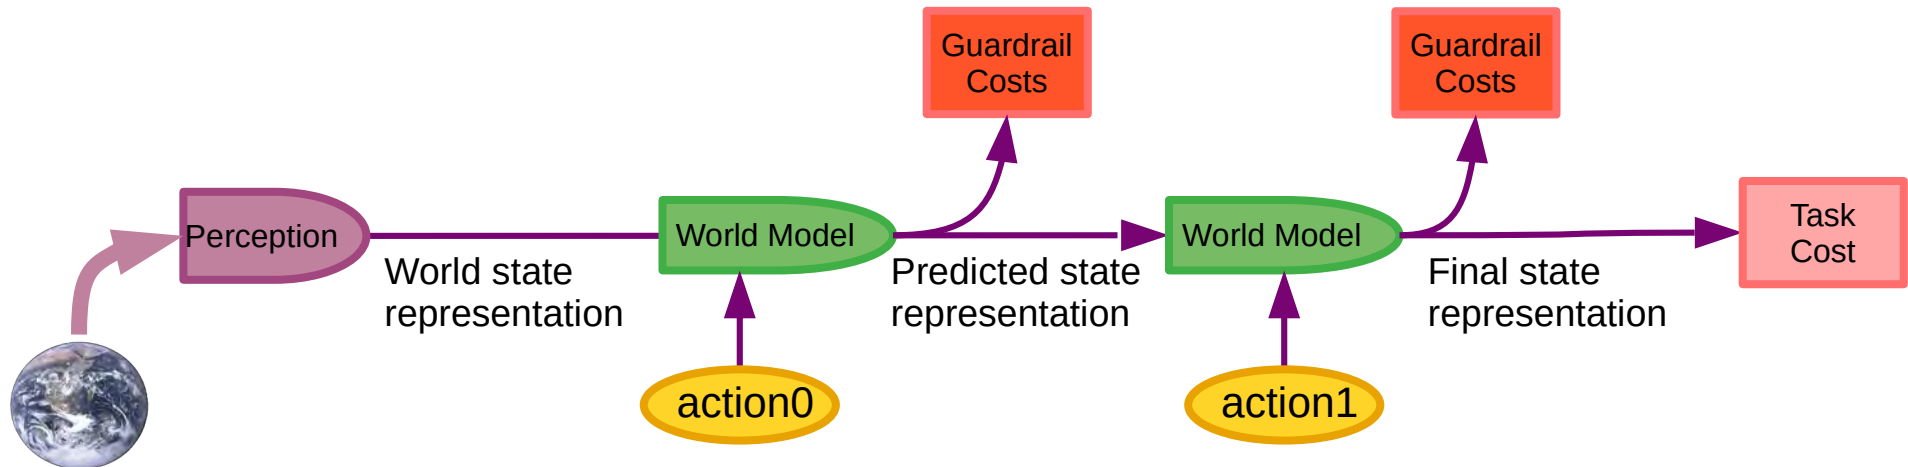 Guardrail
Costs
Guardrail
Costs
Perception
World Model
World Model
Task
Cost
World state
representation
Predicted state
representation
Final state
representation
action0
action1